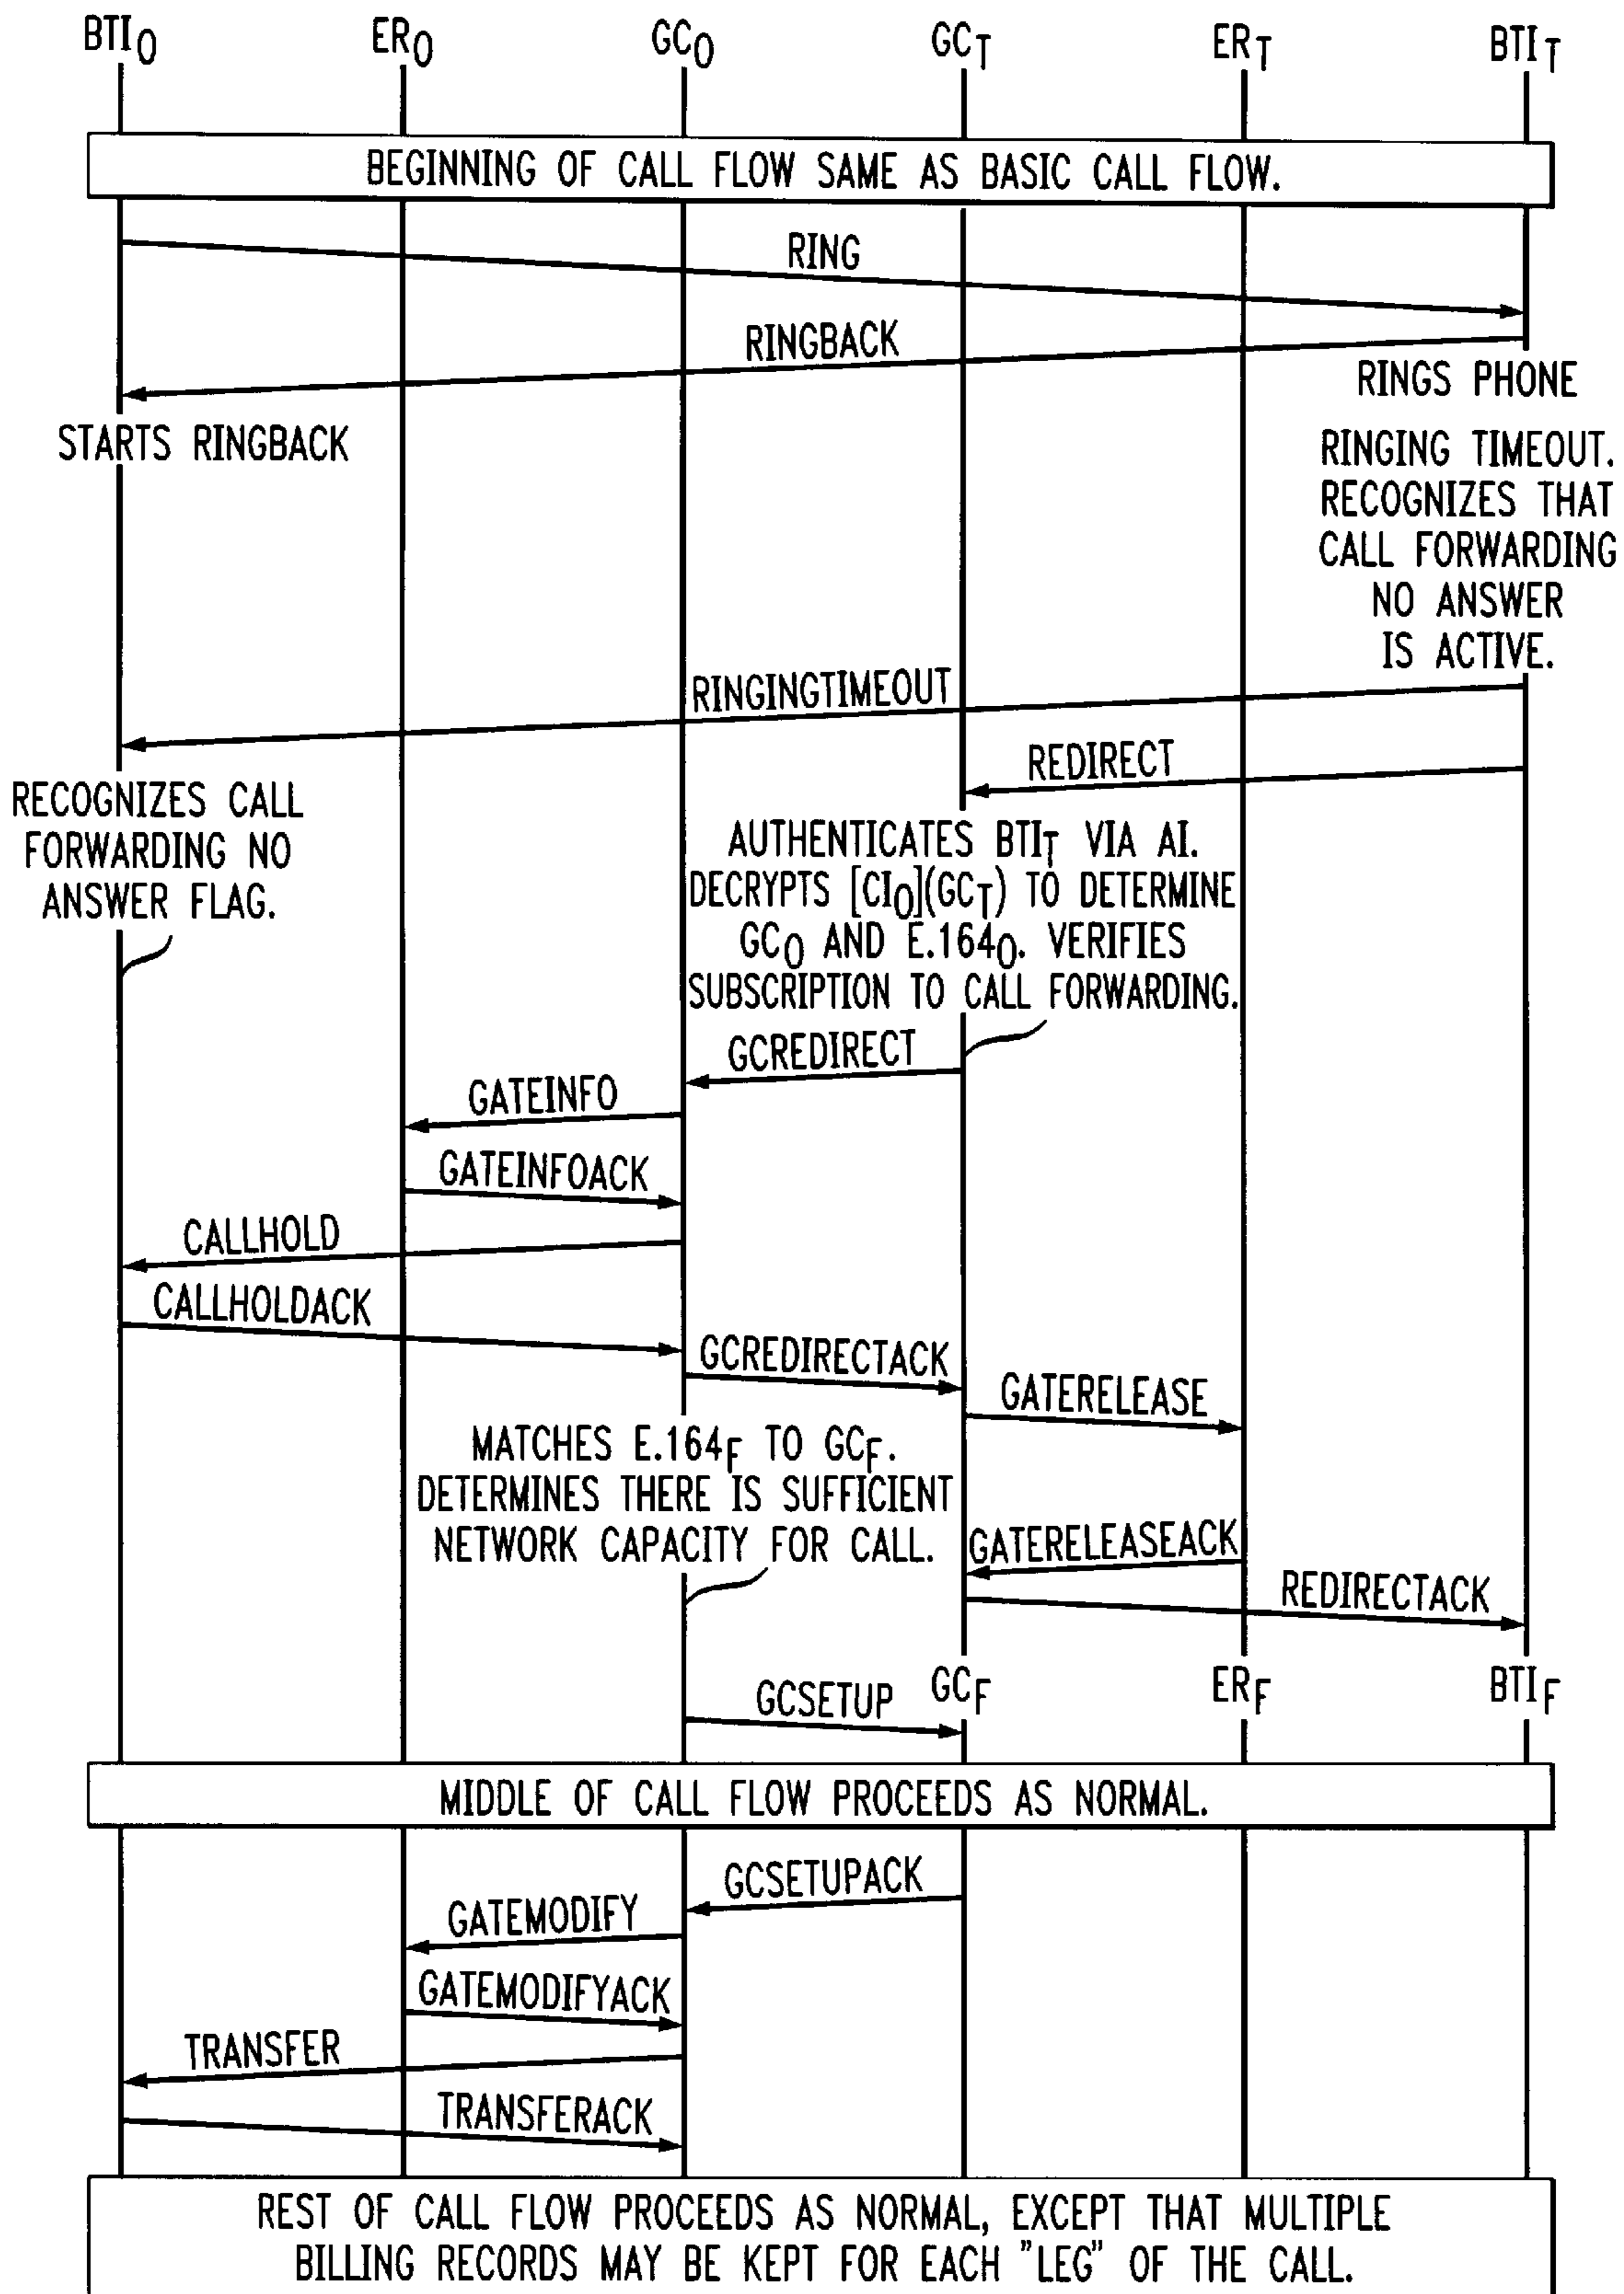 BTIO ERO GCO GCT ERT BTIT
BEGINNING OF CALL FLOW SAME AS BASIC CALL FLOW.
RING
RINGBACK
RINGS PHONE
STARTS RINGBACK
RINGING TIMEOUT.
RECOGNIZES THAT
CALL FORWARDING
NO ANSWER
IS ACTIVE.
RINGINGTIMEOUT
REDIRECT
RECOGNIZES CALL
FORWARDING NO
ANSWER FLAG.
AUTHENTICATES BTIT VIA AI.
DECRYPTS [CIO](GCT) TO DETERMINE
GCO AND E.164O. VERIFIES
SUBSCRIPTION TO CALL FORWARDING.
GCREDIRECT
GATEINFO
GATEINFOACK
CALLHOLD
CALLHOLDACK
GCREDIRECTACK
GATERELEASE
MATCHES E.164F TO GCF.
DETERMINES THERE IS SUFFICIENT
NETWORK CAPACITY FOR CALL.
GATERELEASEACK
REDIRECTACK
GCF ERF BTIF
GCSETUP
MIDDLE OF CALL FLOW PROCEEDS AS NORMAL.
GCSETUPACK
GATEMODIFY
GATEMODIFYACK
TRANSFER
TRANSFERACK
REST OF CALL FLOW PROCEEDS AS NORMAL, EXCEPT THAT MULTIPLE
BILLING RECORDS MAY BE KEPT FOR EACH "LEG" OF THE CALL.